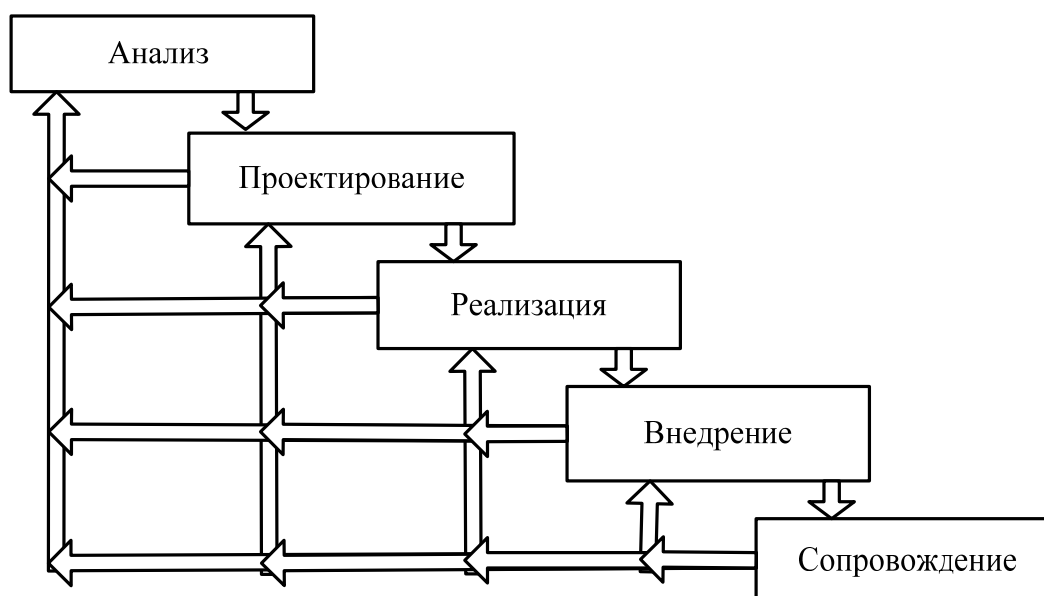 Анализ
Проектирование
Реализация
Внедрение
Сопровождение